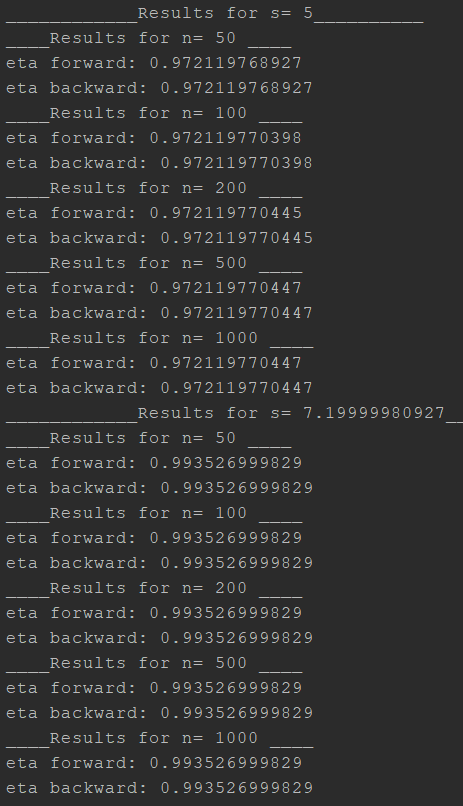 ____________Results for s= 5__________
____Results for n= 50 ____
eta forward: 0.972119768927
eta backward: 0.972119768927
____Results for n= 100 ____
eta forward: 0.972119770398
eta backward: 0.972119770398
____Results for n= 200 ____
eta forward: 0.972119770445
eta backward: 0.972119770445
____Results for n= 500 ____
eta forward: 0.972119770447
eta backward: 0.972119770447
____Results for n= 1000 ____
eta forward: 0.972119770447
eta backward: 0.972119770447
____________Results for s= 7.19999980927__
____Results for n= 50 ____
eta forward: 0.993526999829
eta backward: 0.993526999829
____Results for n= 100 ____
eta forward: 0.993526999829
eta backward: 0.993526999829
____Results for n= 200 ____
eta forward: 0.993526999829
eta backward: 0.993526999829
____Results for n= 500 ____
eta forward: 0.993526999829
eta backward: 0.993526999829
____Results for n= 1000 ____
eta forward: 0.993526999829
eta backward: 0.993526999829